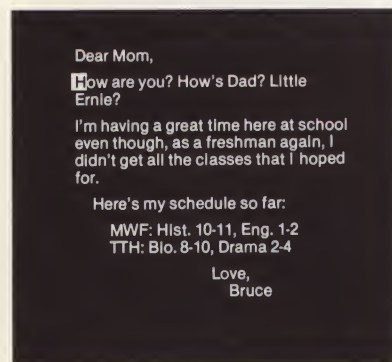 Dear Mom,
How are you? How's Dad? Little
Ernie?
I'm having a great time here at school
even though, as a freshman again, I
didn't get all the classes that I hoped
for.
Here's my schedule so far:
MWF: Hist. 10-11, Eng. 1-2
TTH: Bio. 8-10, Drama 2-4
Love,
Bruce